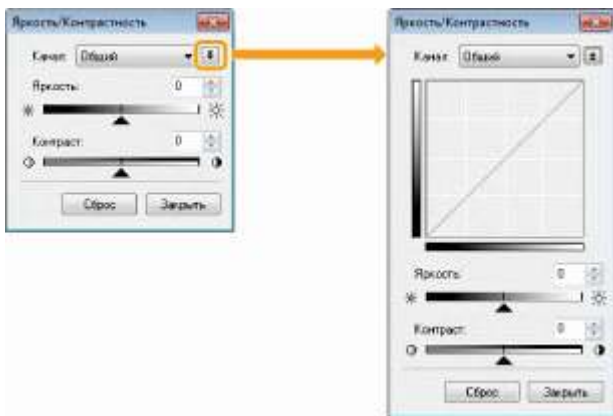 Яркость/Контрастность
Канал: Общий
Яркость: 0
Контраст: 0
Сброс Закрыть
Яркость/Контрастность
Канал: Общий
Яркость: 0
Контраст: 0
Сброс Закрыть